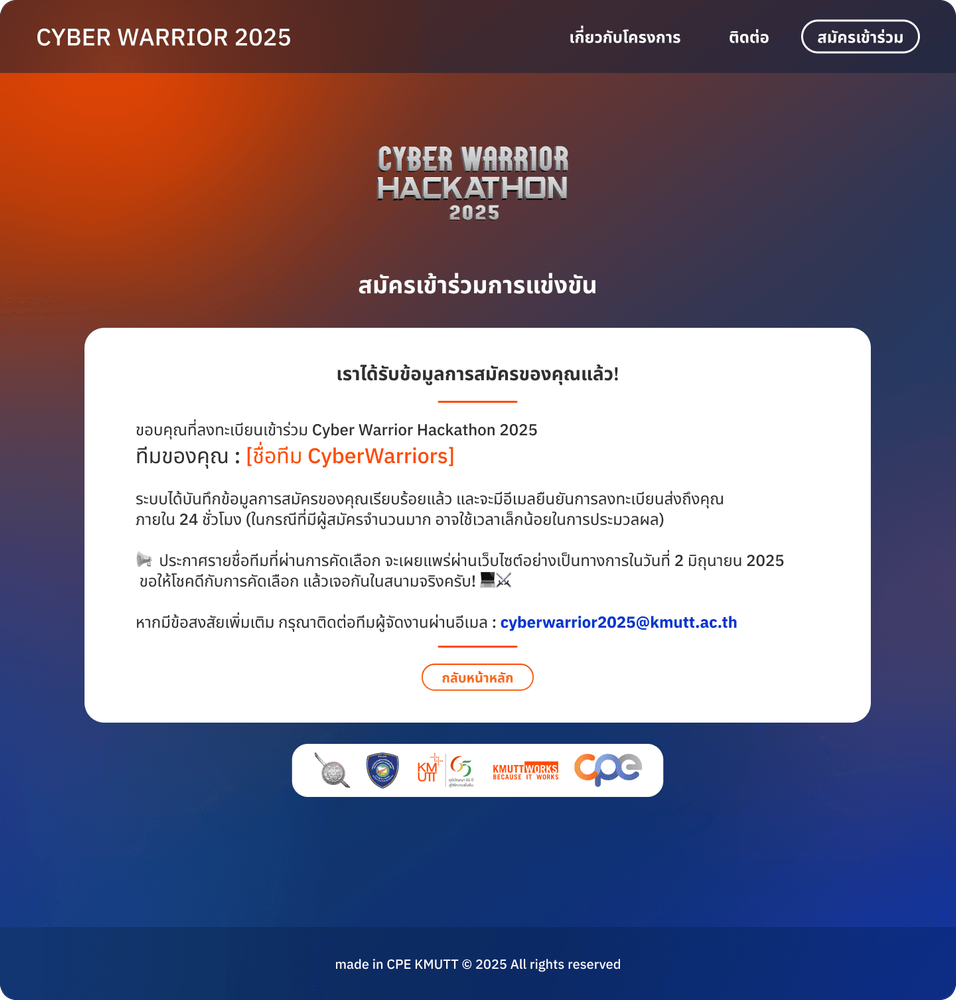 CYBER WARRIOR 2025
เกี่ยวกับโครงการ
ติดต่อ
สมัครเข้าร่วม
CYBER WARRIOR
HACKATHON
2025
สมัครเข้าร่วมการแข่งขัน
เราได้รับข้อมูลการสมัครของคุณแล้ว!
ขอบคุณที่ลงทะเบียนเข้าร่วม Cyber Warrior Hackathon 2025
ทีมของคุณ : [ชื่อทีม CyberWarriors]
ระบบได้บันทึกข้อมูลการสมัครของคุณเรียบร้อยแล้ว และจะมีอีเมลยืนยันการลงทะเบียนส่งถึงคุณ
ภายใน 24 ชั่วโมง (ในกรณีที่มีผู้สมัครจำนวนมาก อาจใช้เวลาเล็กน้อยในการประมวลผล)
📢 ประกาศรายชื่อทีมที่ผ่านการคัดเลือก จะเผยแพร่ผ่านเว็บไซต์อย่างเป็นทางการในวันที่ 2 มิถุนายน 2025
ขอให้โชคดีกับการคัดเลือก แล้วเจอกันในสนามจริงครับ! 💻⚔
หากมีข้อสงสัยเพิ่มเติม กรุณาติดต่อทีมผู้จัดงานผ่านอีเมล : cyberwarrior2025@kmutt.ac.th
กลับหน้าหลัก
KM
UTT
65
KMUTTWORKS
BECAUSE IT WORKS
cpe
made in CPE KMUTT © 2025 All rights reserved